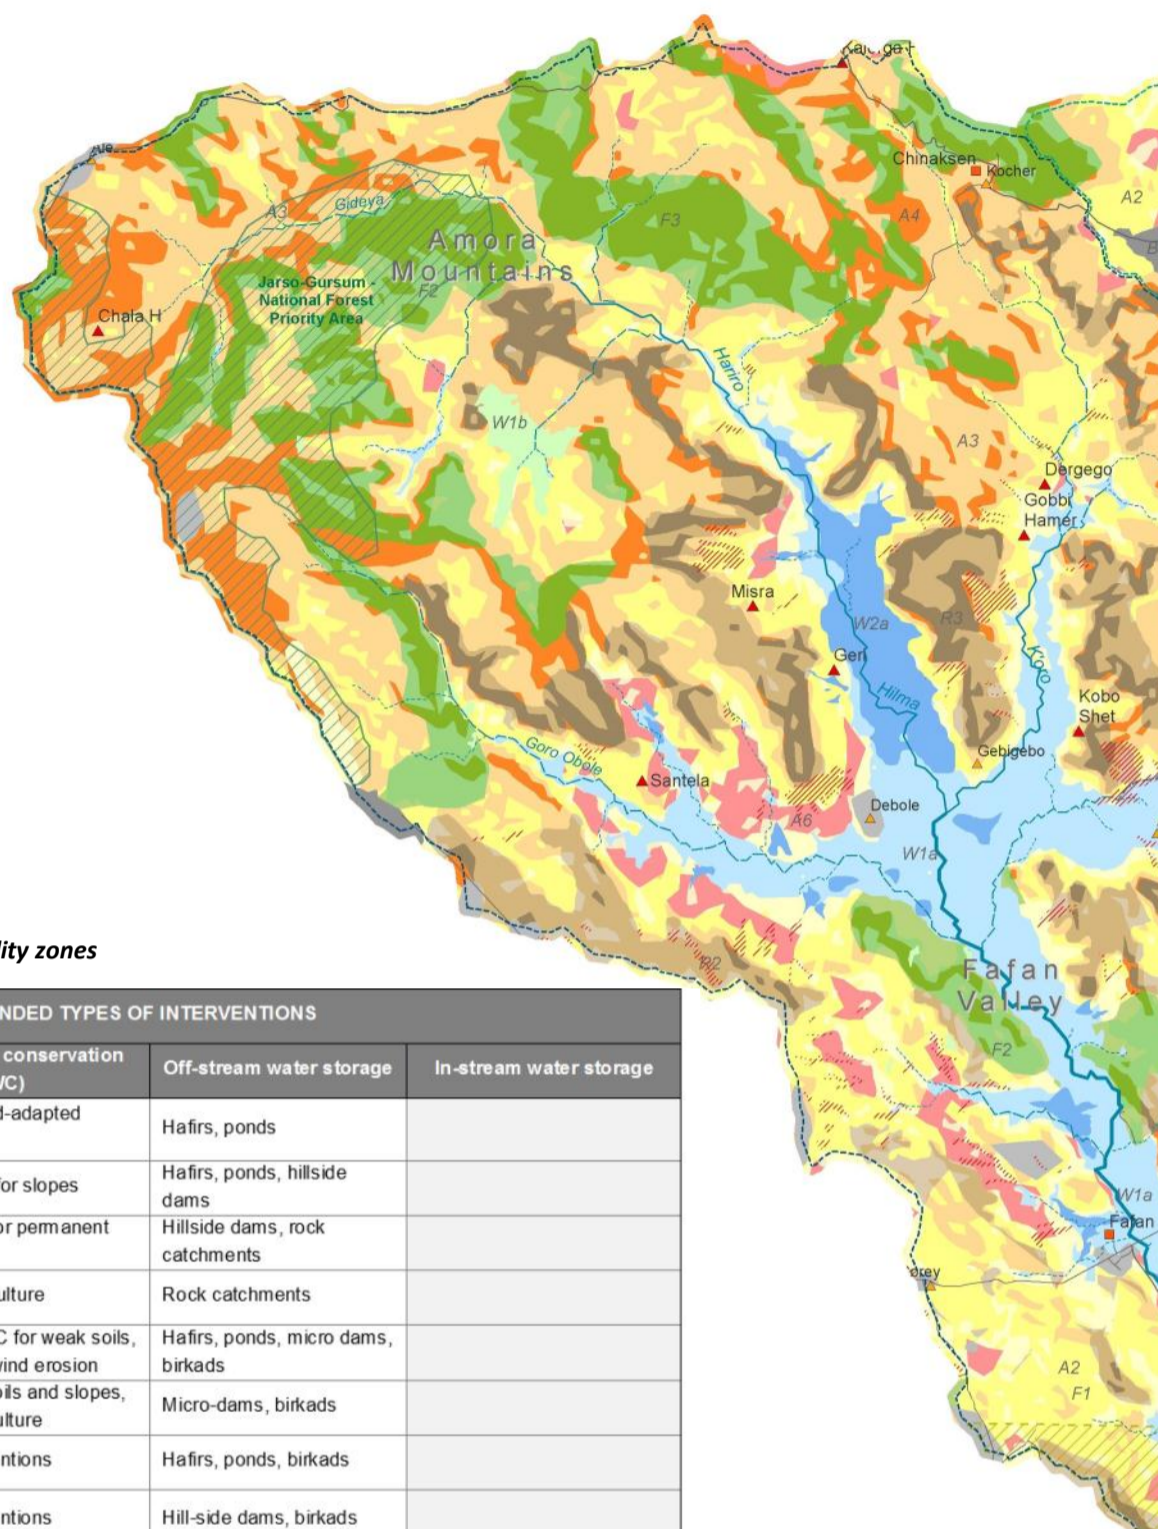 Chinaksen
Kocher
A2
A3
Gideya
A4
F3
Amora
Mountains
F2
Jarso-Gursum -
National Forest
Priority Area
Chala H
Hariro
W1b
A3
Dergego
Gobbi
Hamer
Misra
W2a
R3
Geri
Koro
Hilma
Kobo
Shet
Goro Obole
Gebigebo
Santela
Debole
A6
W1a
R2
Fafan
Valley
F2
W1a
Fafan
A2
F1
lity zones
NDED TYPES OF INTERVENTIONS
conservation
Off-stream water storage
In-stream water storage
VC)
d-adapted
Hafirs, ponds
for slopes
Hafirs, ponds, hillside
dams
or permanent
Hillside dams, rock
catchments
ulture
Rock catchments
C for weak soils,
wind erosion
Hafirs, ponds, micro dams,
birkads
oils and slopes,
ulture
Micro-dams, birkads
ntions
Hafirs, ponds, birkads
ntions
Hill-side dams, birkads